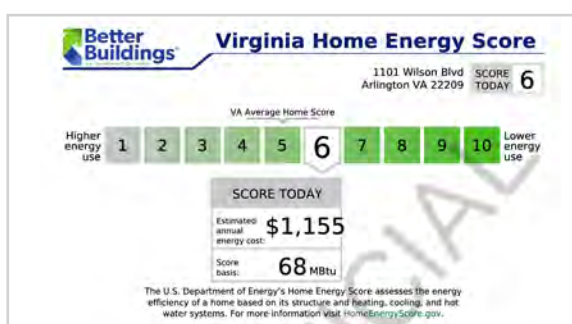 Better
Buildings
Virginia Home Energy Score
1101 Wilson Blvd
Arlington VA 22209
SCORE
TODAY
6
VA Average Home Score
Higher
energy
use
1 2 3 4 5 6 7 8 9 10
Lower
energy
use
SCORE TODAY
Estimated
annual
energy cost:
$1,155
Score
basis:
68 MBtu
The U.S. Department of Energy's Home Energy Score assesses the energy
efficiency of a home based on its structure and heating, cooling, and hot
water systems. For more information visit HomeEnergyScore.gov.